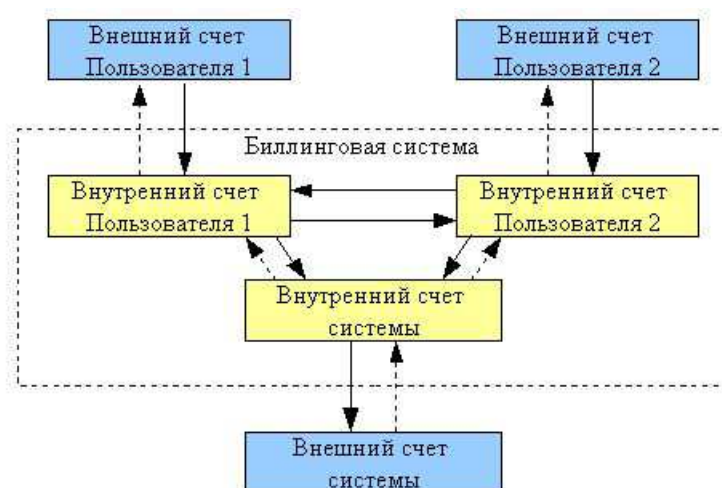 Внешний счет
Пользователя 1
Внешний счет
Пользователя 2
Биллинговая система
Внутренний счет
Пользователя 1
Внутренний счет
Пользователя 2
Внутренний счет
системы
Внешний счет
системы